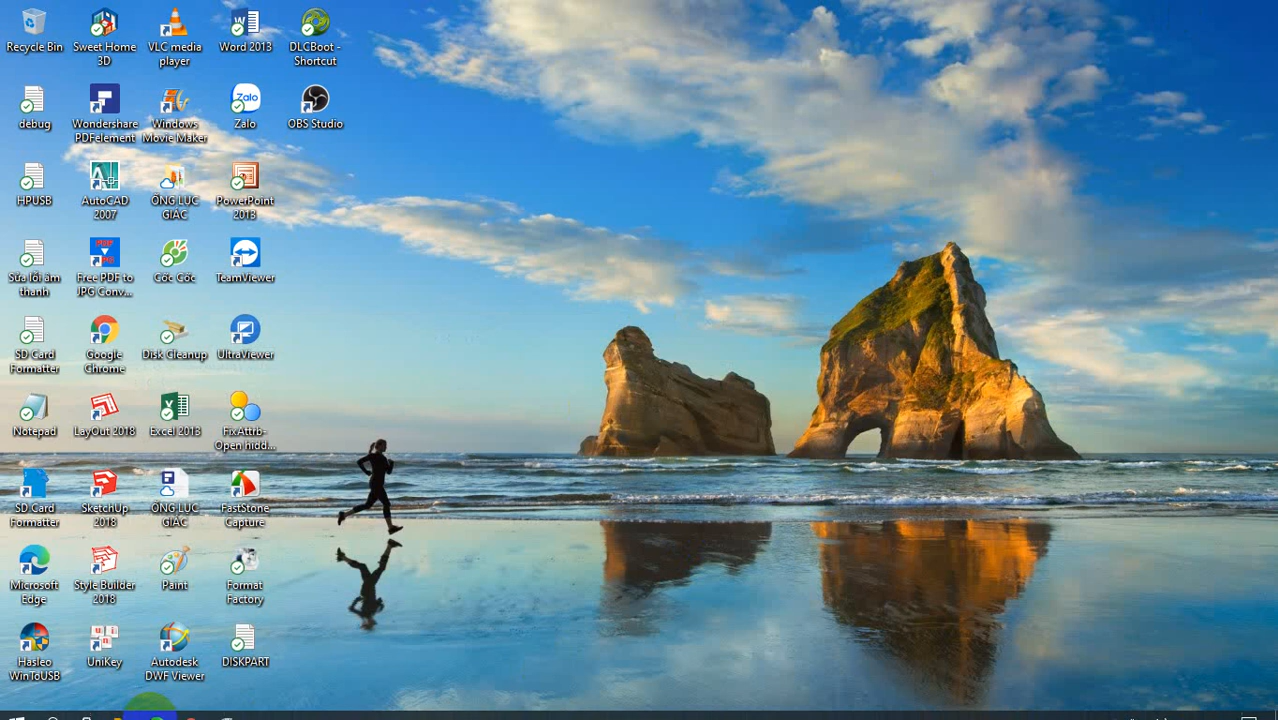 Recycle Bin
Sweet Home
3D
VLC media
player
Word 2013
DLCBoot -
Shortcut
debug
Wondershare
PDFelement
Windows
Movie Maker
Zalo
Zalo
OBS Studio
HPUSB
AutoCAD
2007
ỐNG LỤC
GIÁC
PowerPoint
2013
Sửa lỗi âm
thanh
PDF
JPG
Free PDF to
JPG Conv...
Cốc Cốc
TeamViewer
SD Card
Formatter
Google
Chrome
Disk Cleanup
UltraViewer
Notepad
LayOut 2018
Excel 2013
FixAttrb-
Open hidd...
SD Card
Formatter
SketchUp
2018
ỐNG LỤC
GIÁC
FastStone
Capture
Microsoft
Edge
Style Builder
2018
Paint
Format
Factory
Hasleo
WinToUSB
UniKey
Autodesk
DWF Viewer
DISKPART